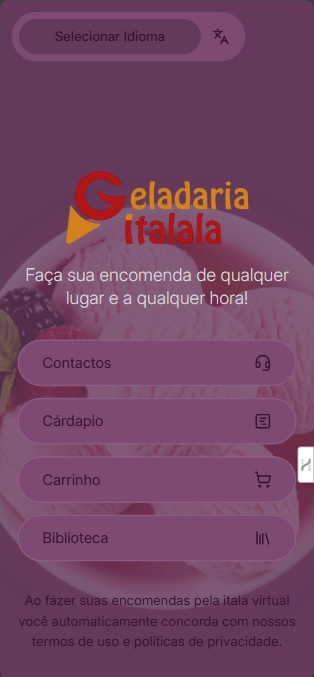 Selecionar Idioma
Geladaria
italala
Faça sua encomenda de qualquer
lugar e a qualquer hora!
Contactos
Cárdapio
Carrinho
Biblioteca
Ao fazer suas encomendas pela itala virtual
você automaticamente concorda com nossos
termos de uso e políticas de privacidade.